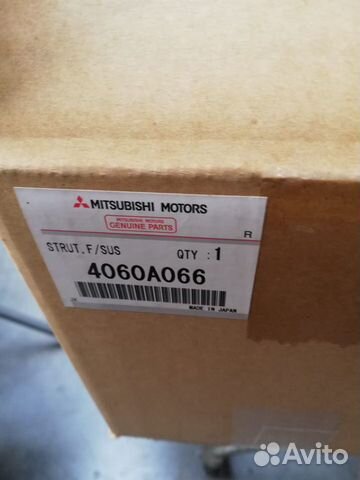 MITSUBISHI MOTORS
MITSUBISHI MOTORS
GENUINE PARTS
R
STRUT.F/SUS QTY :1
4060A066
MADE IN JAPAN
Avito